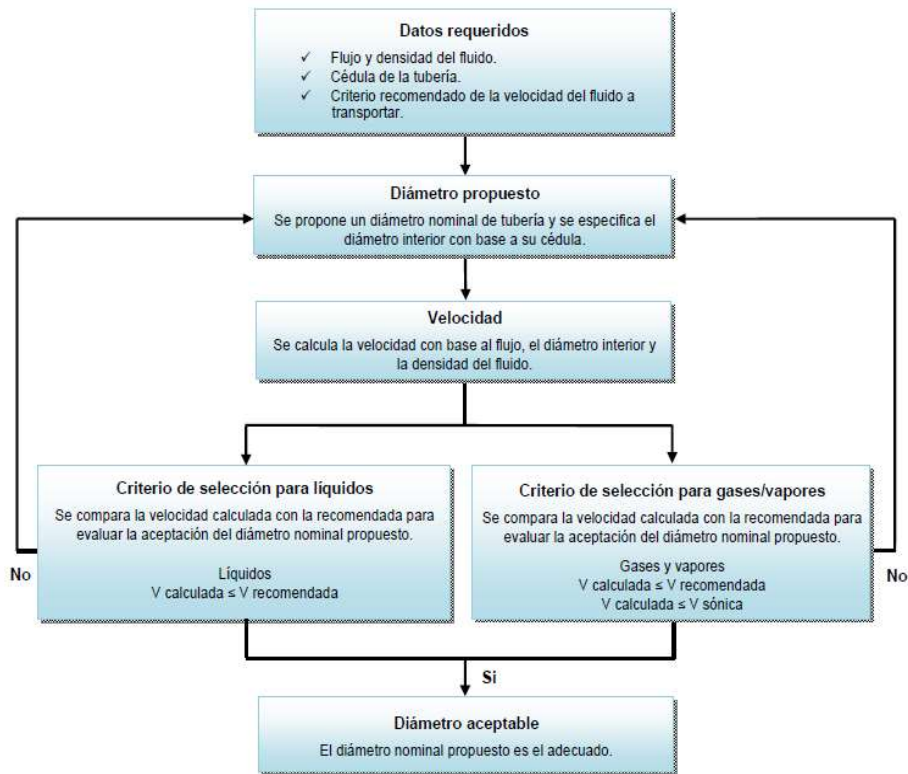 Datos requeridos
✓ Flujo y densidad del fluido.
✓ Cédula de la tubería.
✓ Criterio recomendado de la velocidad del fluido a
transportar.
Diámetro propuesto
Se propone un diámetro nominal de tubería y se especifica el
diámetro interior con base a su cédula.
Velocidad
Se calcula la velocidad con base al flujo, el diámetro interior y
la densidad del fluido.
Criterio de selección para líquidos
Se compara la velocidad calculada con la recomendada para
evaluar la aceptación del diámetro nominal propuesto.
Líquidos
V calculada ≤ V recomendada
No
Criterio de selección para gases/vapores
Se compara la velocidad calculada con la recomendada para
evaluar la aceptación del diámetro nominal propuesto.
Gases y vapores
V calculada ≤ V recomendada
V calculada ≤ V sónica
No
Si
Diámetro aceptable
El diámetro nominal propuesto es el adecuado.